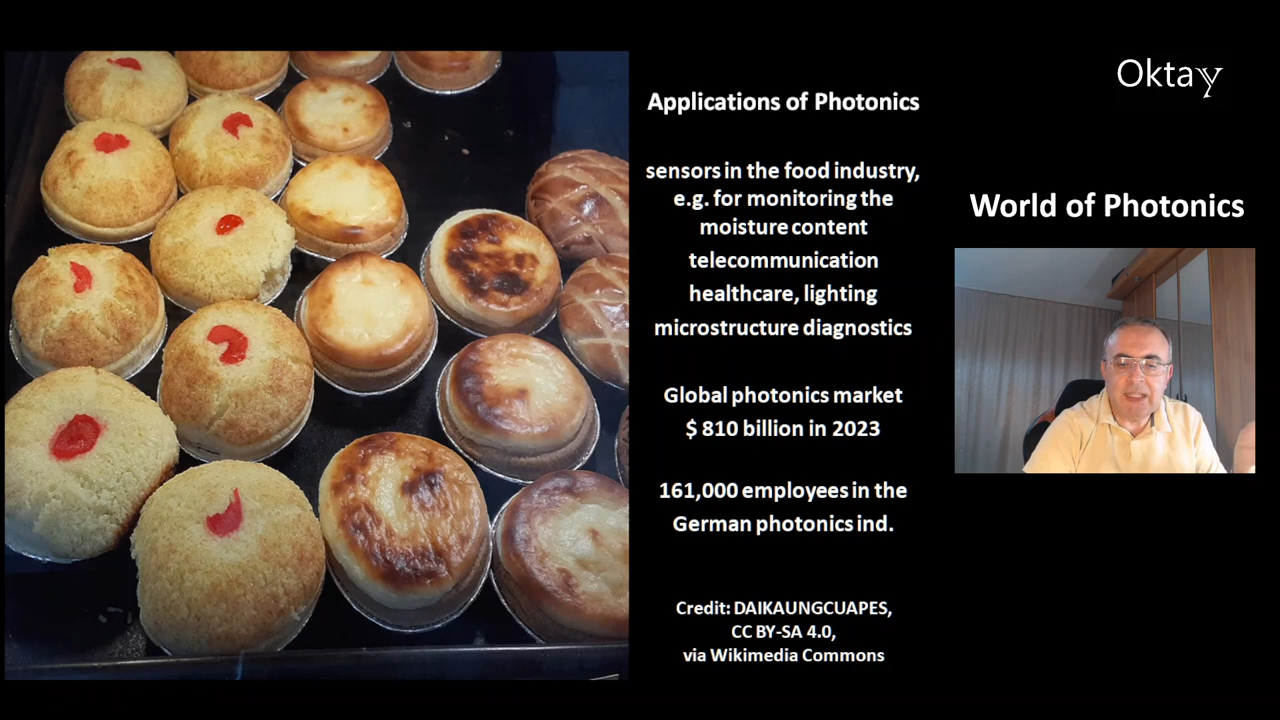 Oktay
Applications of Photonics
sensors in the food industry,
e.g. for monitoring the
moisture content
telecommunication
healthcare, lighting
microstructure diagnostics
Global photonics market
$ 810 billion in 2023
161,000 employees in the
German photonics ind.
Credit: DAIKAUNGCUAPES,
CC BY-SA 4.0,
via Wikimedia Commons
World of Photonics